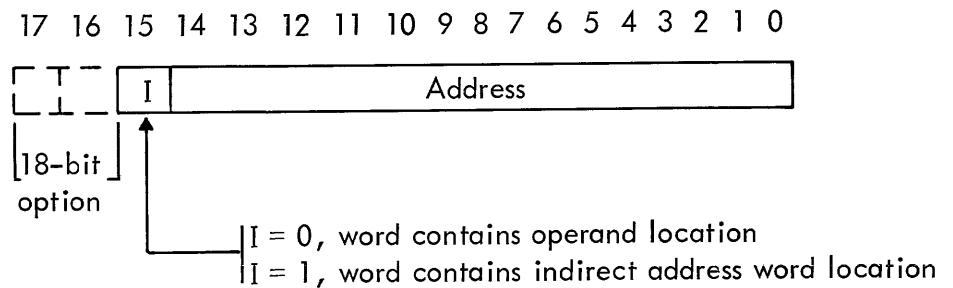 17 16 15 14 13 12 11 10 9 8 7 6 5 4 3 2 1 0
I Address
18-bit
option
I = 0, word contains operand location
I = 1, word contains indirect address word location